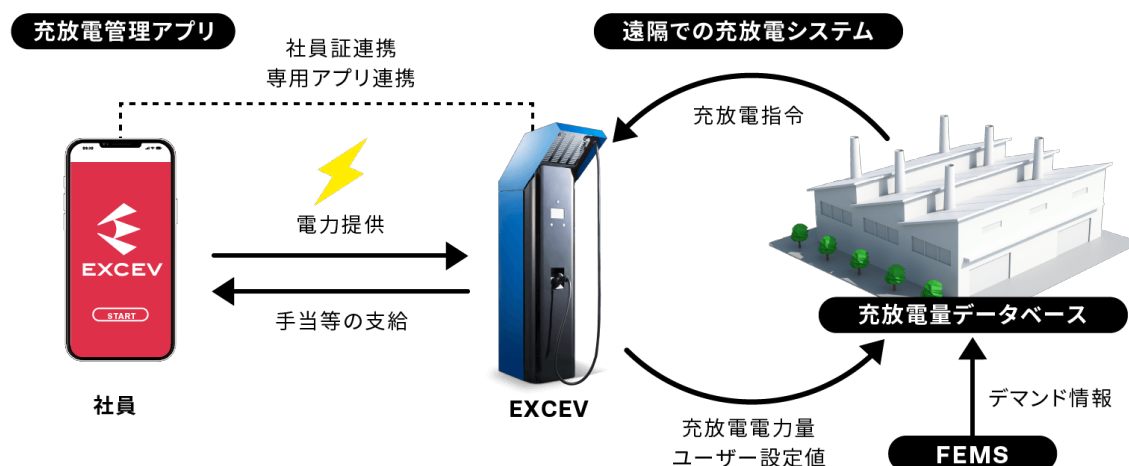 充放電管理アプリ
遠隔での充放電システム
社員証連携
専用アプリ連携
充放電指令
電力提供
EXCEV
START
手当等の支給
充放電量データベース
社員
EXCEV
デマンド情報
充放電電力量
ユーザー設定値
FEMS